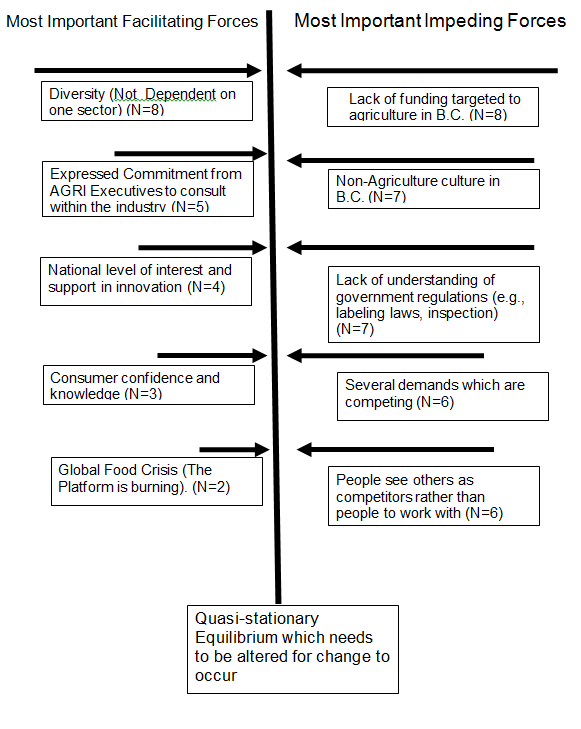 Most Important Facilitating Forces
Most Important Impeding Forces
Diversity (Not Dependent on
one sector) (N=8)
Lack of funding targeted to
agriculture in B.C. (N=8)
Expressed Commitment from
AGRI Executives to consult
within the industry (N=5)
Non-Agriculture culture in
B.C. (N=7)
National level of interest and
support in innovation (N=4)
Lack of understanding of
government regulations (e.g.,
labeling laws, inspection)
(N=7)
Consumer confidence and
knowledge (N=3)
Several demands which are
competing (N=6)
Global Food Crisis (The
Platform is burning). (N=2)
People see others as
competitors rather than
people to work with (N=6)
Quasi-stationary
Equilibrium which needs
to be altered for change to
occur